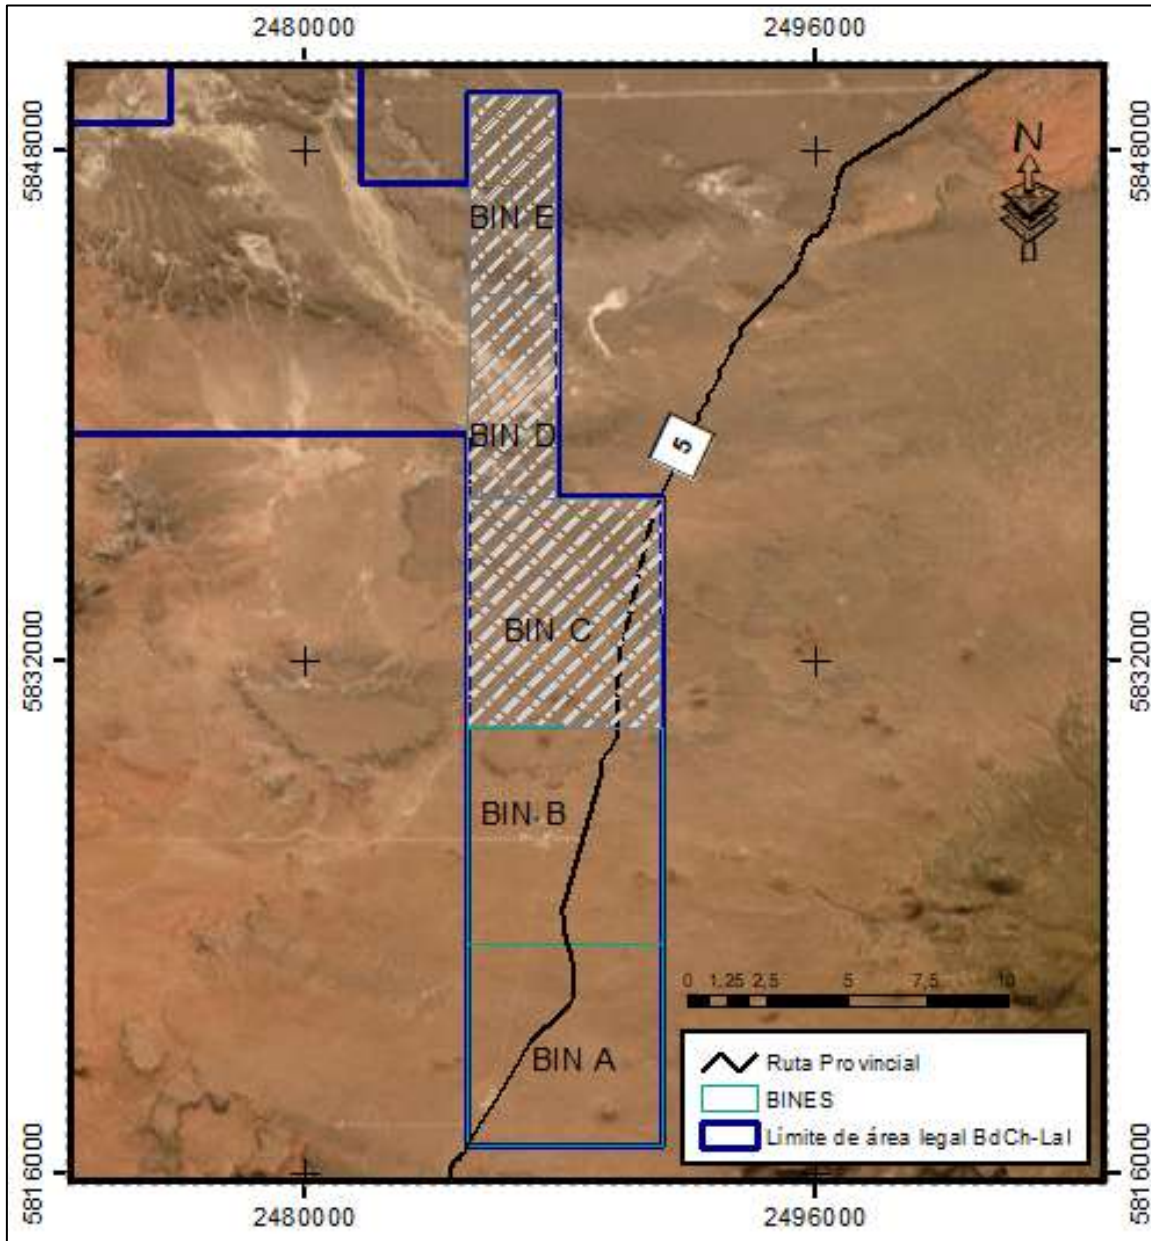 2480000 2496000
5848000 5848000
N
BIN E
5
BIN D
5832000 5832000
BIN C
BIN B
0 1,25 2,5 5 7,5 10
BIN A
Ruta Provincial
BINES
Límite de área legal BdCh-Lal
5816000 5816000
2480000 2496000